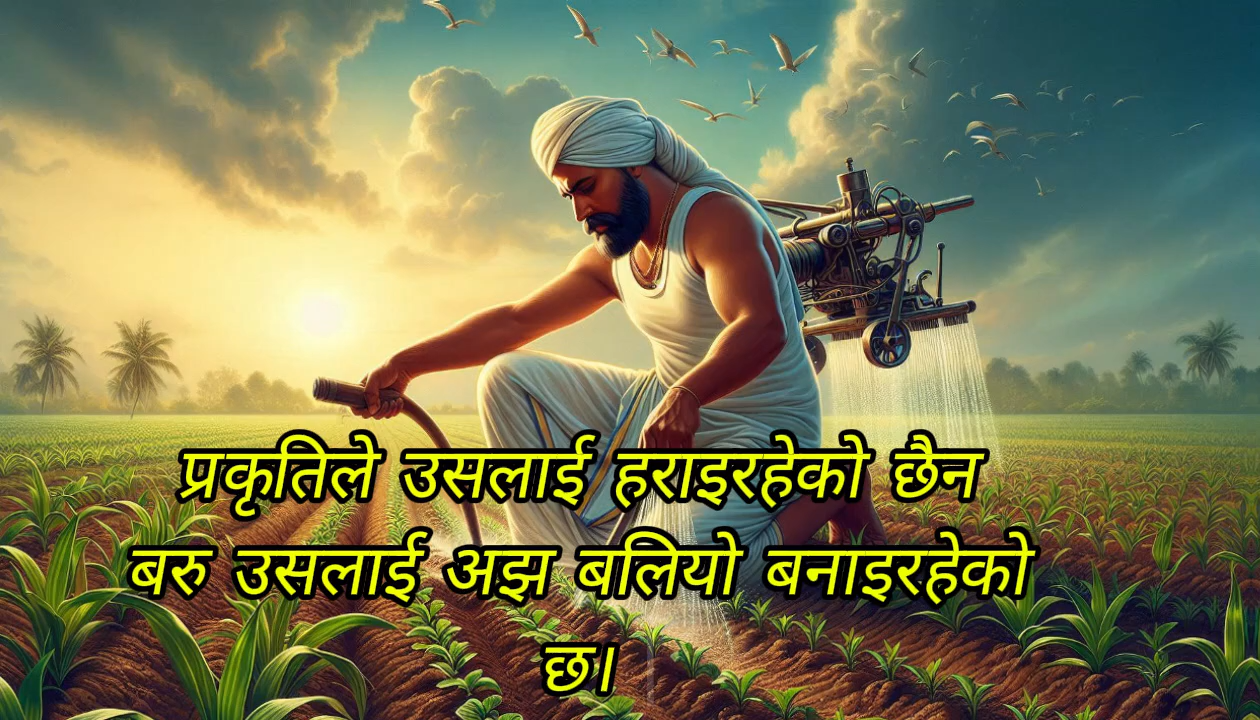 प्रकृतिले उसलाई हराइरहेको छैन
बरु उसलाई अझ बलियो बनाइरहेको
छ।